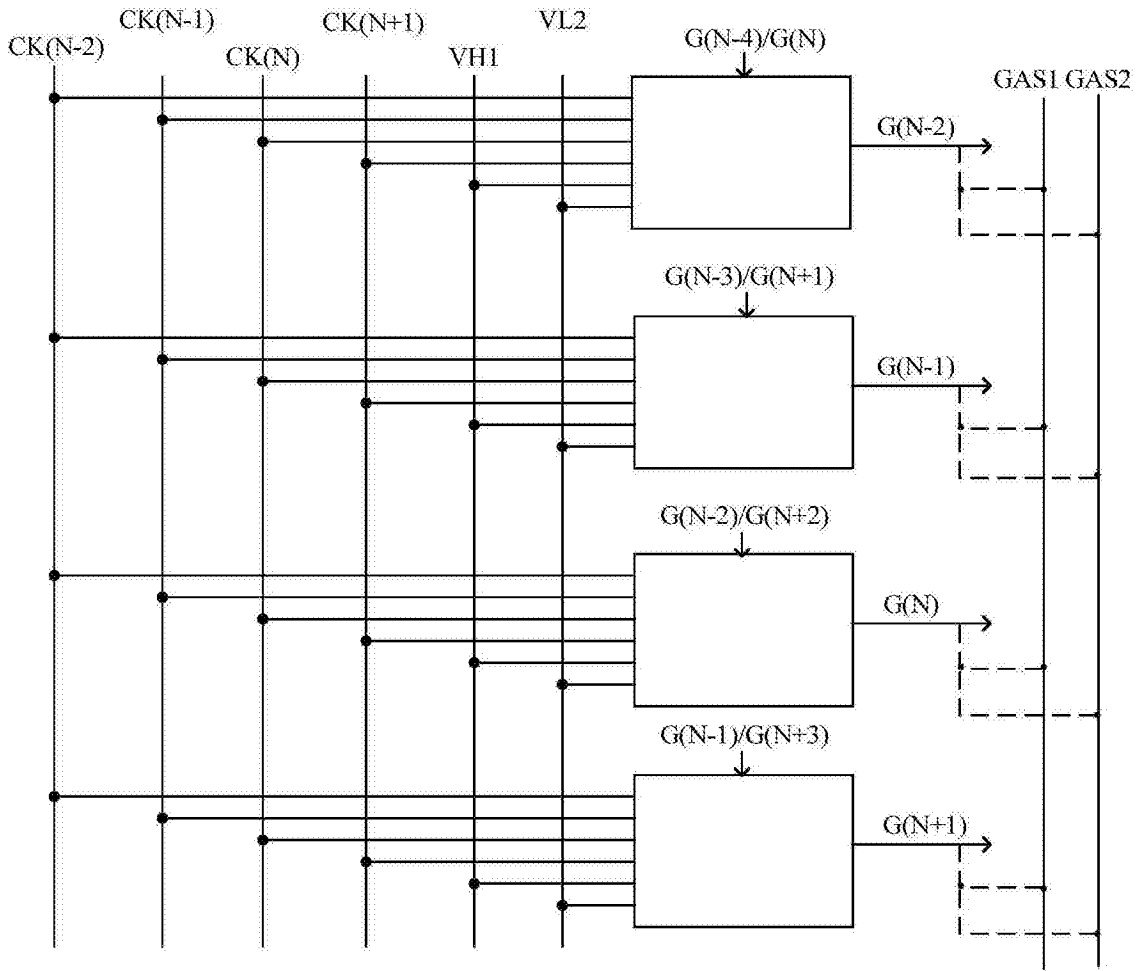 CK(N-2)
CK(N-1)
CK(N)
CK(N+1)
VH1
VL2
G(N-4)/G(N)
GAS1 GAS2
G(N-2)
G(N-3)/G(N+1)
G(N-1)
G(N-2)/G(N+2)
G(N)
G(N-1)/G(N+3)
G(N+1)